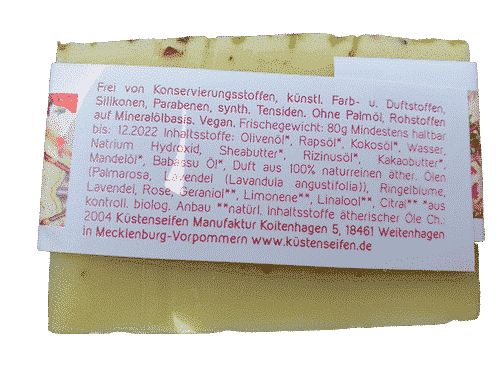 Frei von Konservierungsstoffen, künstl. Farb- u. Duftstoffen,
Silikonen, Parabenen, synth. Tensiden. Ohne Palmöl, Rohstoffen
auf Mineralölbasis. Vegan. Frischegewicht: 80g Mindestens haltbar
bis: 12.2022 Inhaltsstoffe: Olivenöl*, Rapsöl*, Kokosöl*, Wasser,
Natrium Hydroxid, Sheabutter*, Rizinusöl*, Kakaobutter*,
Mandelöl*, Babassu Öl*, Duft aus 100% naturreinen äther. Ölen
(Palmarosa, Lavendel (Lavandula angustifolia)), Ringelblume,
Lavendel, Rose, Geraniol**, Limonene**, Linalool**, Citral** *aus
kontroll. biolog. Anbau **natürl. Inhaltsstoffe ätherischer Öle Ch.:
2004 Küstenseifen Manufaktur Koitenhagen 5, 18461 Weitenhagen
in Mecklenburg-Vorpommern www.küstenseifen.de